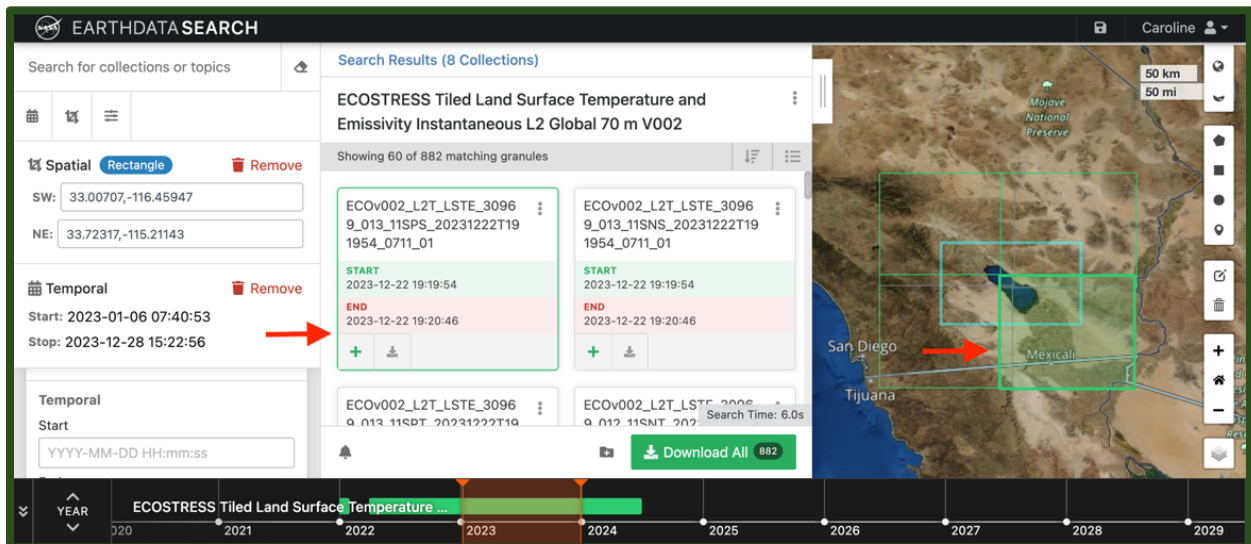 EARTHDATA SEARCH
Caroline
Search for collections or topics
Spatial Rectangle Remove
SW: 33.00707,-116.45947
NE: 33.72317,-115.21143
Temporal Remove
Start: 2023-01-06 07:40:53
Stop: 2023-12-28 15:22:56
Temporal
Start
YYYY-MM-DD HH:mm:ss
Search Results (8 Collections)
ECOSTRESS Tiled Land Surface Temperature and
Emissivity Instantaneous L2 Global 70 m V002
Showing 60 of 882 matching granules
ECOv002_L2T_LSTE_3096
9_013_11SPS_20231222T19
1954_0711_01
START
2023-12-22 19:19:54
END
2023-12-22 19:20:46
ECOv002_L2T_LSTE_3096
9_013_11SNS_20231222T19
1954_0711_01
START
2023-12-22 19:19:54
END
2023-12-22 19:20:46
ECOv002_L2T_LSTE_3096
9_013_11SPT_20231222T19
ECOv002_L2T_LSTE_3096
9_012_11SNT_202
Search Time: 6.0s
Download All 882
50 km
50 mi
Mojave
National
Preserve
San Diego
Mexicali
Tijuana
YEAR
ECOSTRESS Tiled Land Surface Temperature ...
020
2021
2022
2023
2024
2025
2026
2027
2028
2029